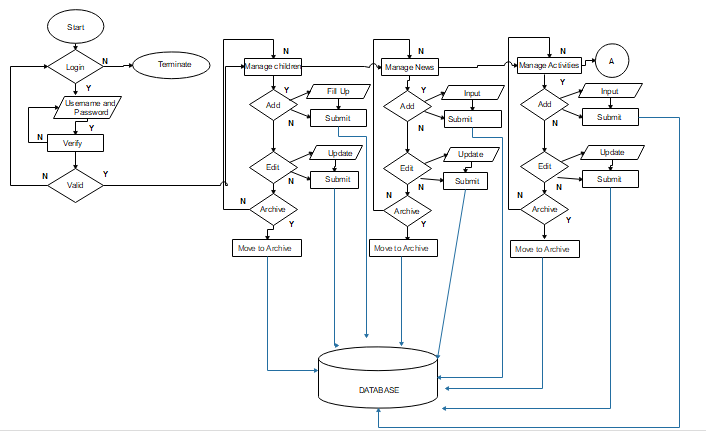 Start
Login
N
Terminate
Y
Username and
Password
Y
N
Verify
N
Valid
Y
N
Manage children
Y
Fill Up
Add
Submit
N
Update
Edit
Submit
N
N
Archive
Y
Move to Archive
N
Manage News
Y
Input
Add
Submit
N
Update
Edit
Submit
N
N
Archive
Y
Move to Archive
N
Manage Activities
A
Y
Input
Add
Submit
N
Update
Edit
Submit
N
N
Archive
Y
Move to Archive
DATABASE